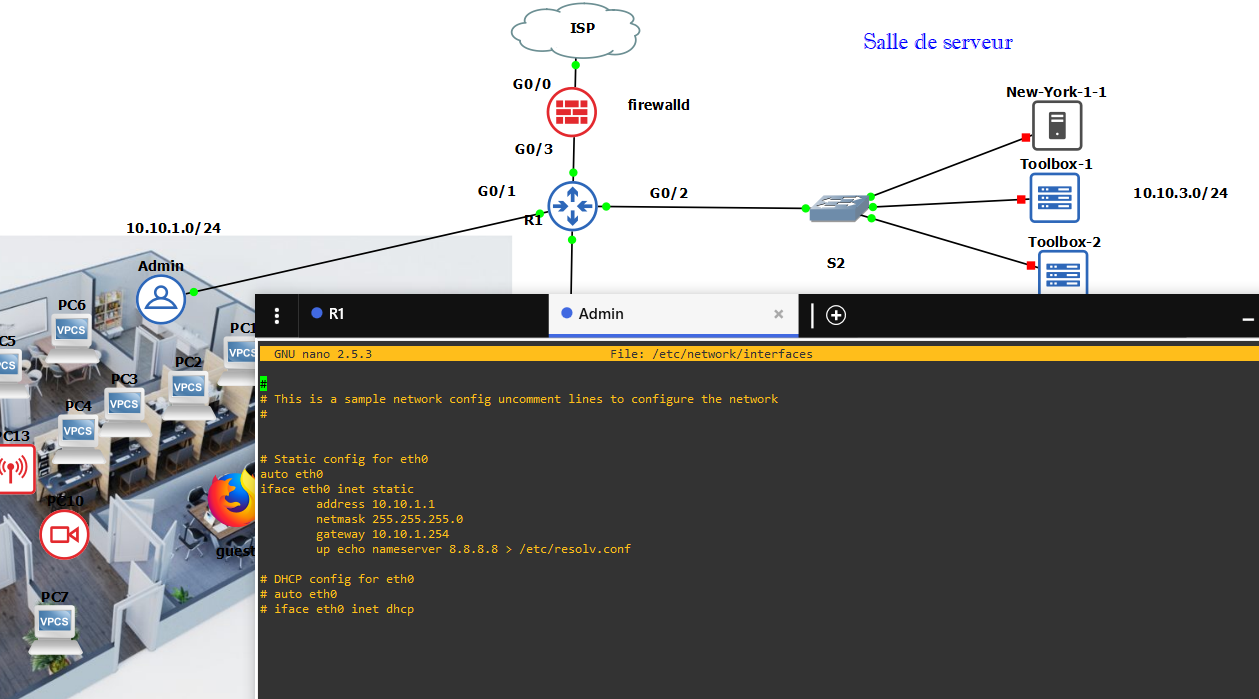 ISP
Salle de serveur
G0/0
firewalld
New-York-1-1
G0/3
Toolbox-1
G0/1
G0/2
10.10.3.0/24
R1
10.10.1.0/24
Toolbox-2
Admin
S2
PC6
VPCS
R1
Admin
PC1
VPCS
C5
PCS
PC2
VPCS
PC3
VPCS
PC4
VPCS
C13
PC10
guest
PC7
VPCS
GNU nano 2.5.3 File: /etc/network/interfaces
#
# This is a sample network config uncomment lines to configure the network
#
# Static config for eth0
auto eth0
iface eth0 inet static
address 10.10.1.1
netmask 255.255.255.0
gateway 10.10.1.254
up echo nameserver 8.8.8.8 > /etc/resolv.conf
# DHCP config for eth0
# auto eth0
# iface eth0 inet dhcp